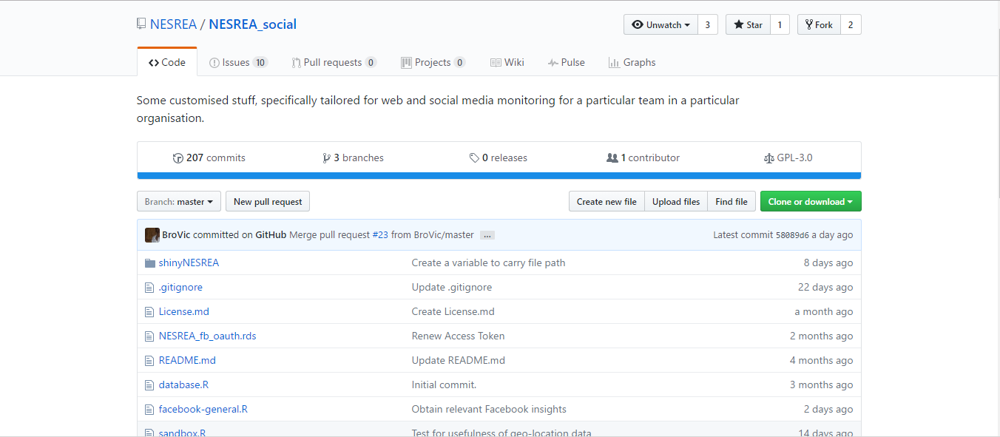 NESREA / NESREA_social
Unwatch 3 Star 1 Fork 2
Code Issues 10 Pull requests 0 Projects 0 Wiki Pulse Graphs
Some customised stuff, specifically tailored for web and social media monitoring for a particular team in a particular
organisation.
207 commits 3 branches 0 releases 1 contributor GPL-3.0
Branch: master New pull request Create new file Upload files Find file Clone or download
BroVic committed on GitHub Merge pull request #23 from BroVic/master ... Latest commit 58089d6 a day ago
shinyNESREA Create a variable to carry file path 8 days ago
.gitignore Update .gitignore 22 days ago
License.md Create License.md a month ago
NESREA_fb_oauth.rds Renew Access Token 2 months ago
README.md Update README.md 4 months ago
database.R Initial commit. 3 months ago
facebook-general.R Obtain relevant Facebook insights 2 days ago
sandbox.R Test for usefulness of geo-location data 14 days ago